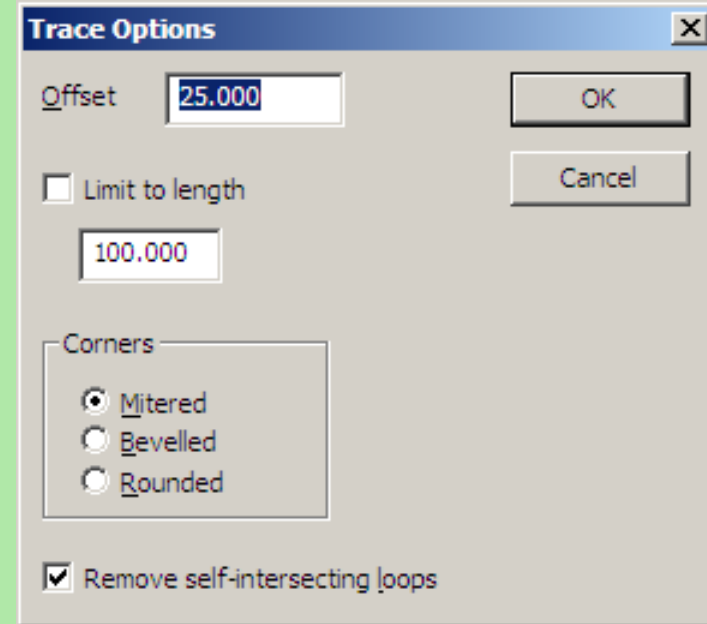 Trace Options
Offset 25.000 OK
Limit to length Cancel
100.000
Corners
Mitered
Bevelled
Rounded
Remove self-intersecting loops